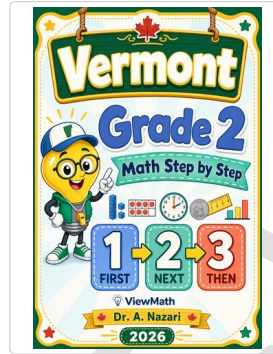 Vermont
Grade 2
Math Step by Step
1 2 3
FIRST NEXT THEN
ViewMath
Dr. A. Nazari
2026